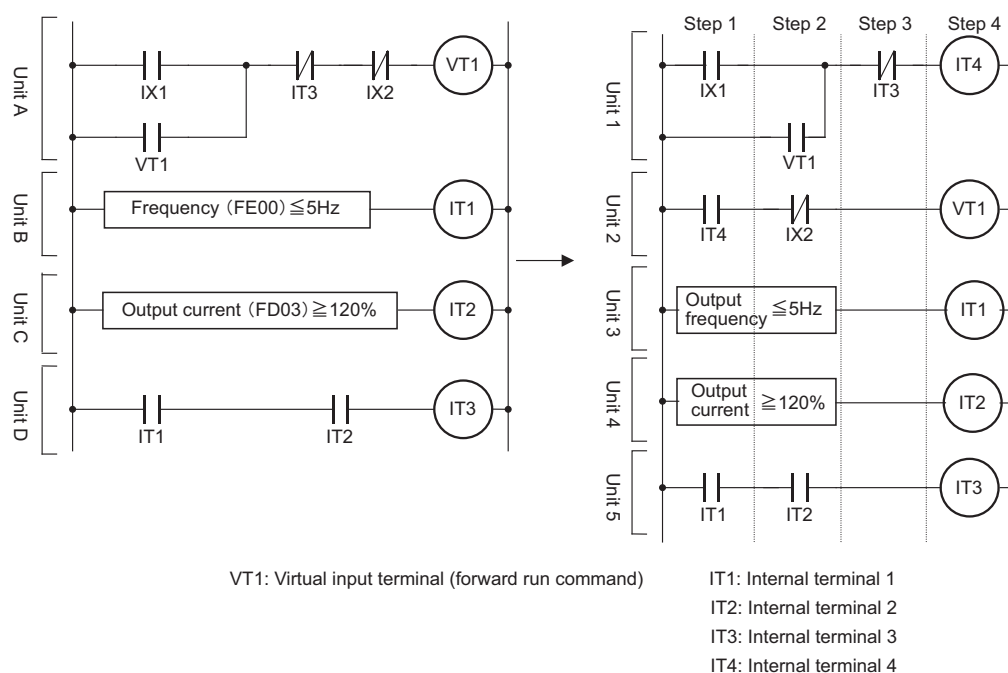 Unit A
IX1
IT3
IX2
VT1
VT1
Unit B
Frequency (FE00)≦5Hz
IT1
Unit C
Output current (FD03)≧120%
IT2
Unit D
IT1
IT2
IT3
Step 1
Step 2
Step 3
Step 4
Unit 1
IX1
IT3
IT4
VT1
Unit 2
IT4
IX2
VT1
Unit 3
Output
frequency ≦5Hz
IT1
Unit 4
Output
current ≧120%
IT2
Unit 5
IT1
IT2
IT3
VT1: Virtual input terminal (forward run command)
IT1: Internal terminal 1
IT2: Internal terminal 2
IT3: Internal terminal 3
IT4: Internal terminal 4